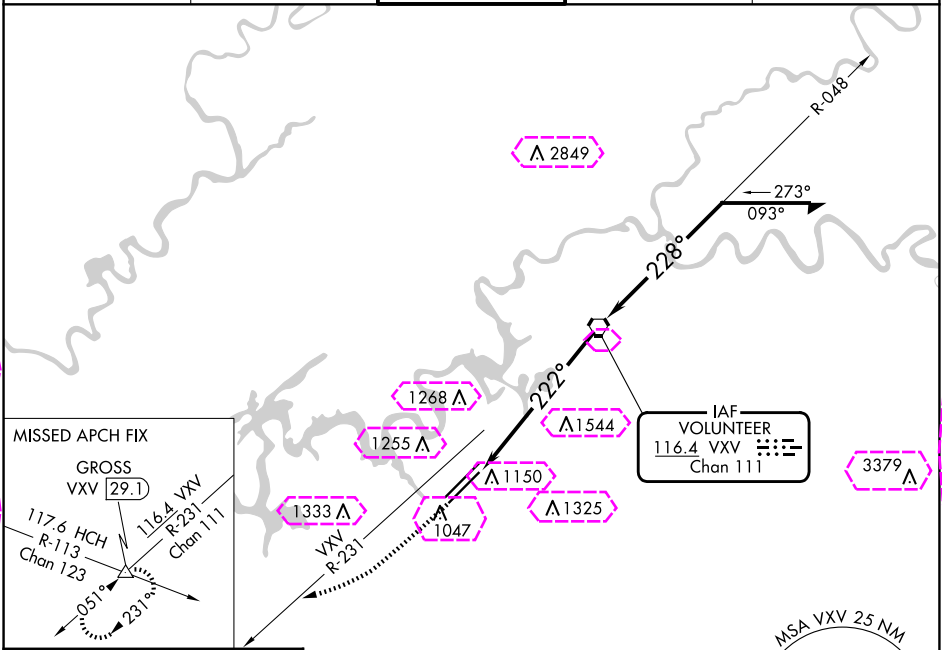 R-048
2849
273°
093°
228°
222°
1268
1255
1544
IAF
VOLUNTEER
116.4 VXV
Chan 111
3379
1150
1333
1325
1047
VXV
R-231
MISSED APCH FIX
GROSS
VXV 29.1
117.6 HCH
R-113
Chan 123
116.4 VXV
R-231
Chan 111
051°
231°
MSA VXV 25 NM